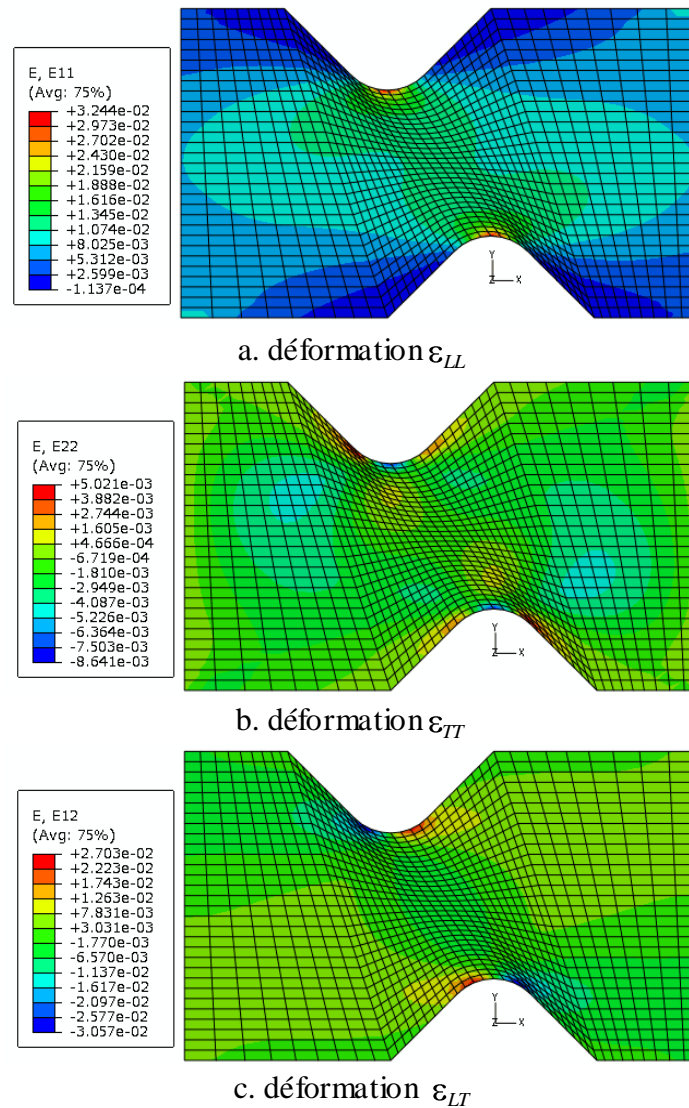 E, E11
(Avg: 75%)
+3.244e-02
+2.973e-02
+2.702e-02
+2.430e-02
+2.159e-02
+1.888e-02
+1.616e-02
+1.345e-02
+1.074e-02
+8.025e-03
+5.312e-03
+2.599e-03
-1.137e-04
Y
Z X
a. déformation εLL
E, E22
(Avg: 75%)
+5.021e-03
+3.882e-03
+2.744e-03
+1.605e-03
+4.666e-04
-6.719e-04
-1.810e-03
-2.949e-03
-4.087e-03
-5.226e-03
-6.364e-03
-7.503e-03
-8.641e-03
Y
Z X
b. déformation εTT
E, E12
(Avg: 75%)
+2.703e-02
+2.223e-02
+1.743e-02
+1.263e-02
+7.831e-03
+3.031e-03
-1.770e-03
-6.570e-03
-1.137e-02
-1.617e-02
-2.097e-02
-2.577e-02
-3.057e-02
Y
Z X
c. déformation εLT